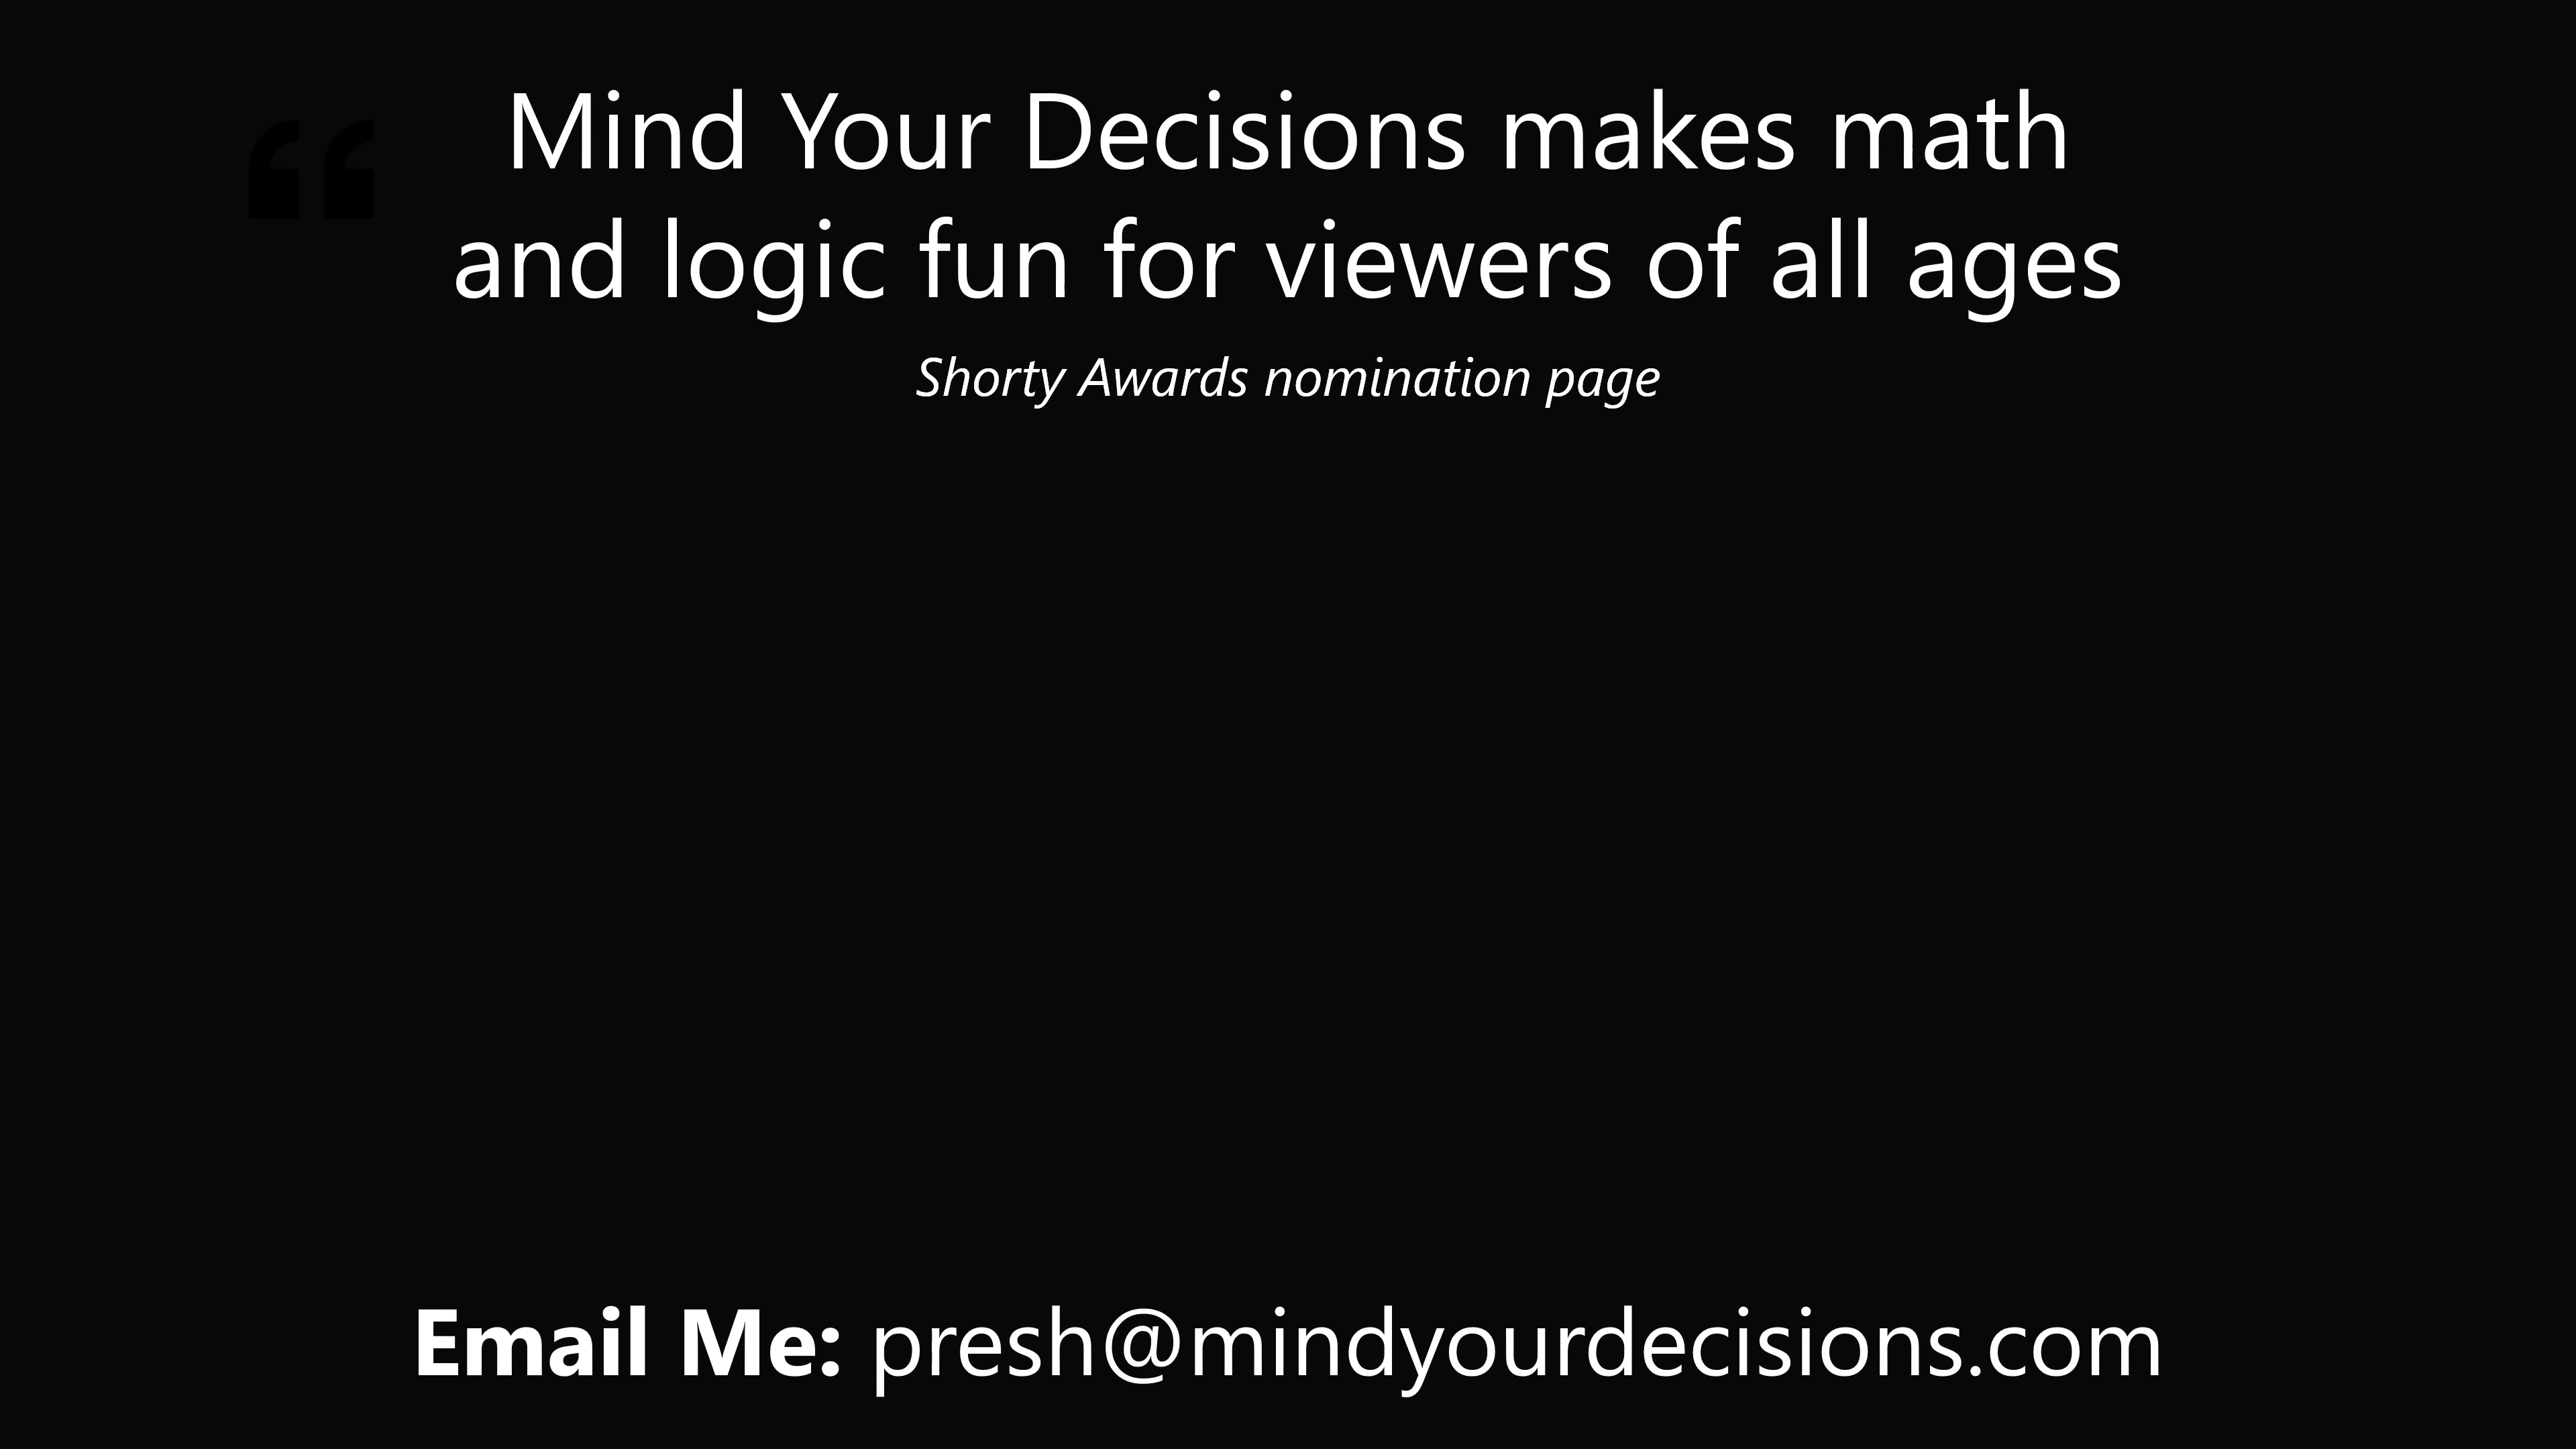 “
Mind Your Decisions makes math
and logic fun for viewers of all ages
Shorty Awards nomination page
Email Me: presh@mindyourdecisions.com